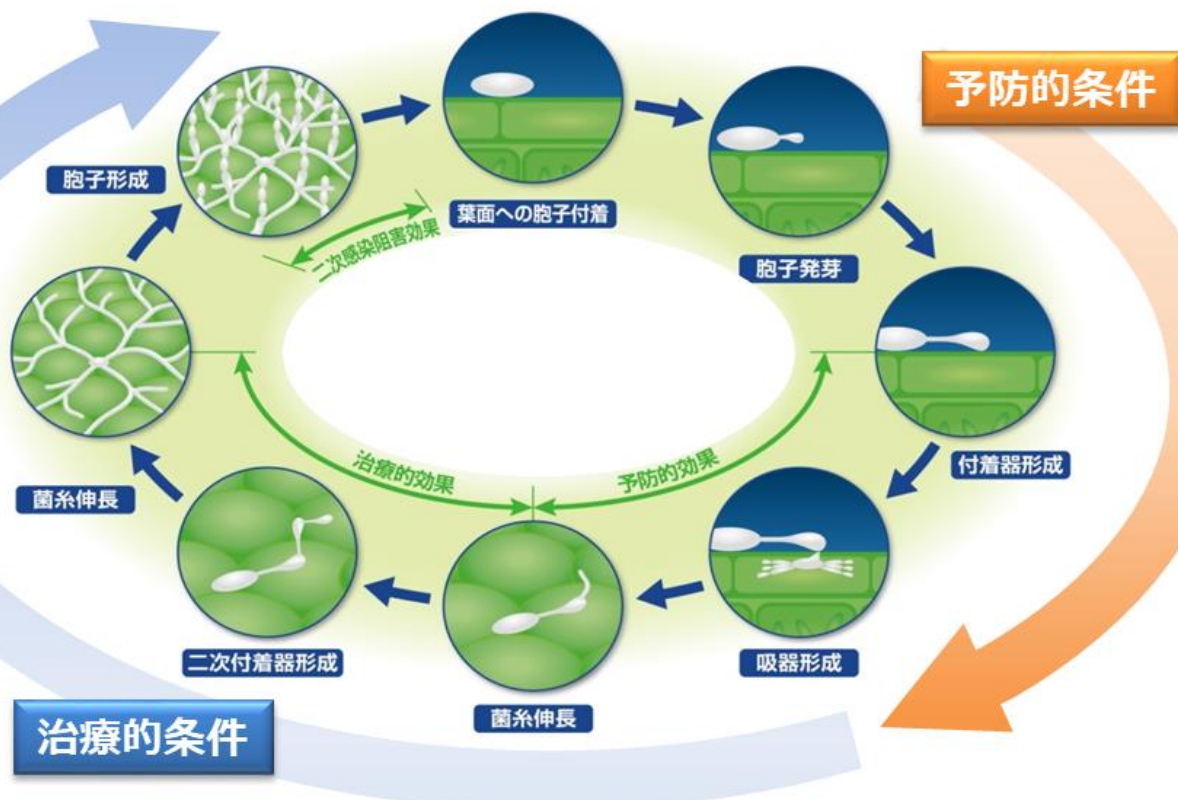 予防的条件
胞子形成
葉面への胞子付着
二次感染阻害効果
胞子発芽
付着器形成
治療的効果
予防的効果
菌糸伸長
二次付着器形成
吸器形成
菌糸伸長
治療的条件